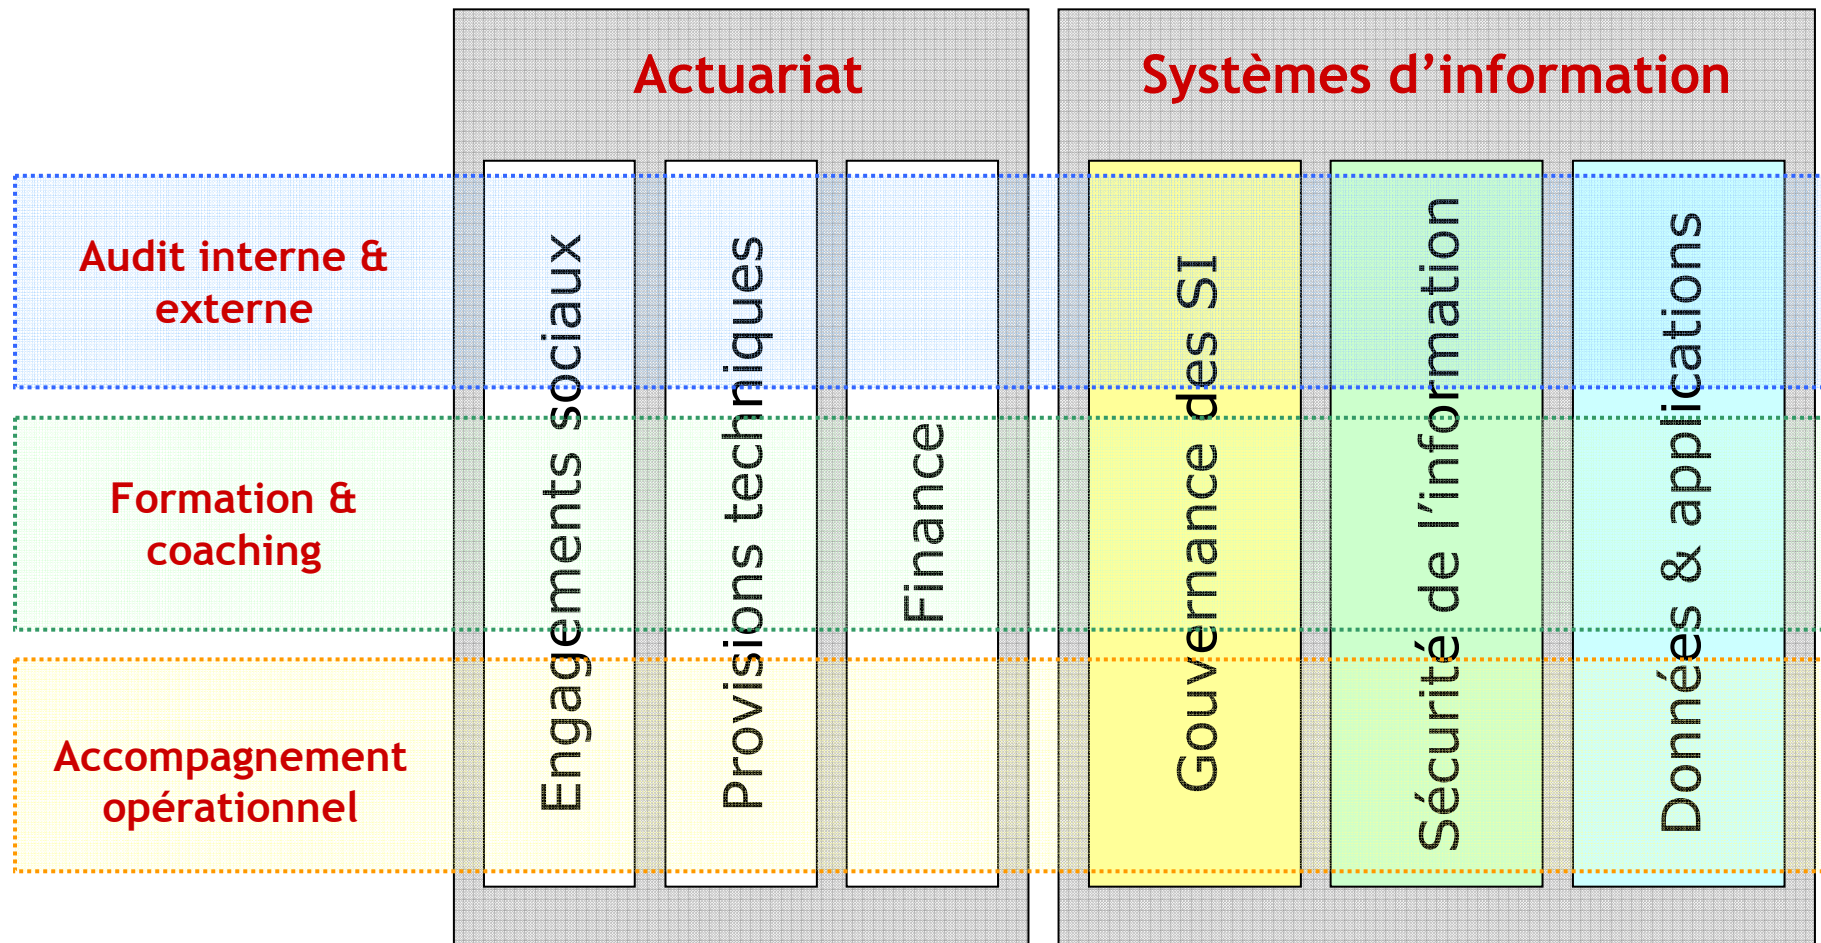 Actuariat
Systèmes d’information
Audit interne &
externe
Formation &
coaching
Accompagnement
opérationnel
Engagements sociaux
Provisions techniques
Finance
Gouvernance des SI
Sécurité de l’information
Données & applications